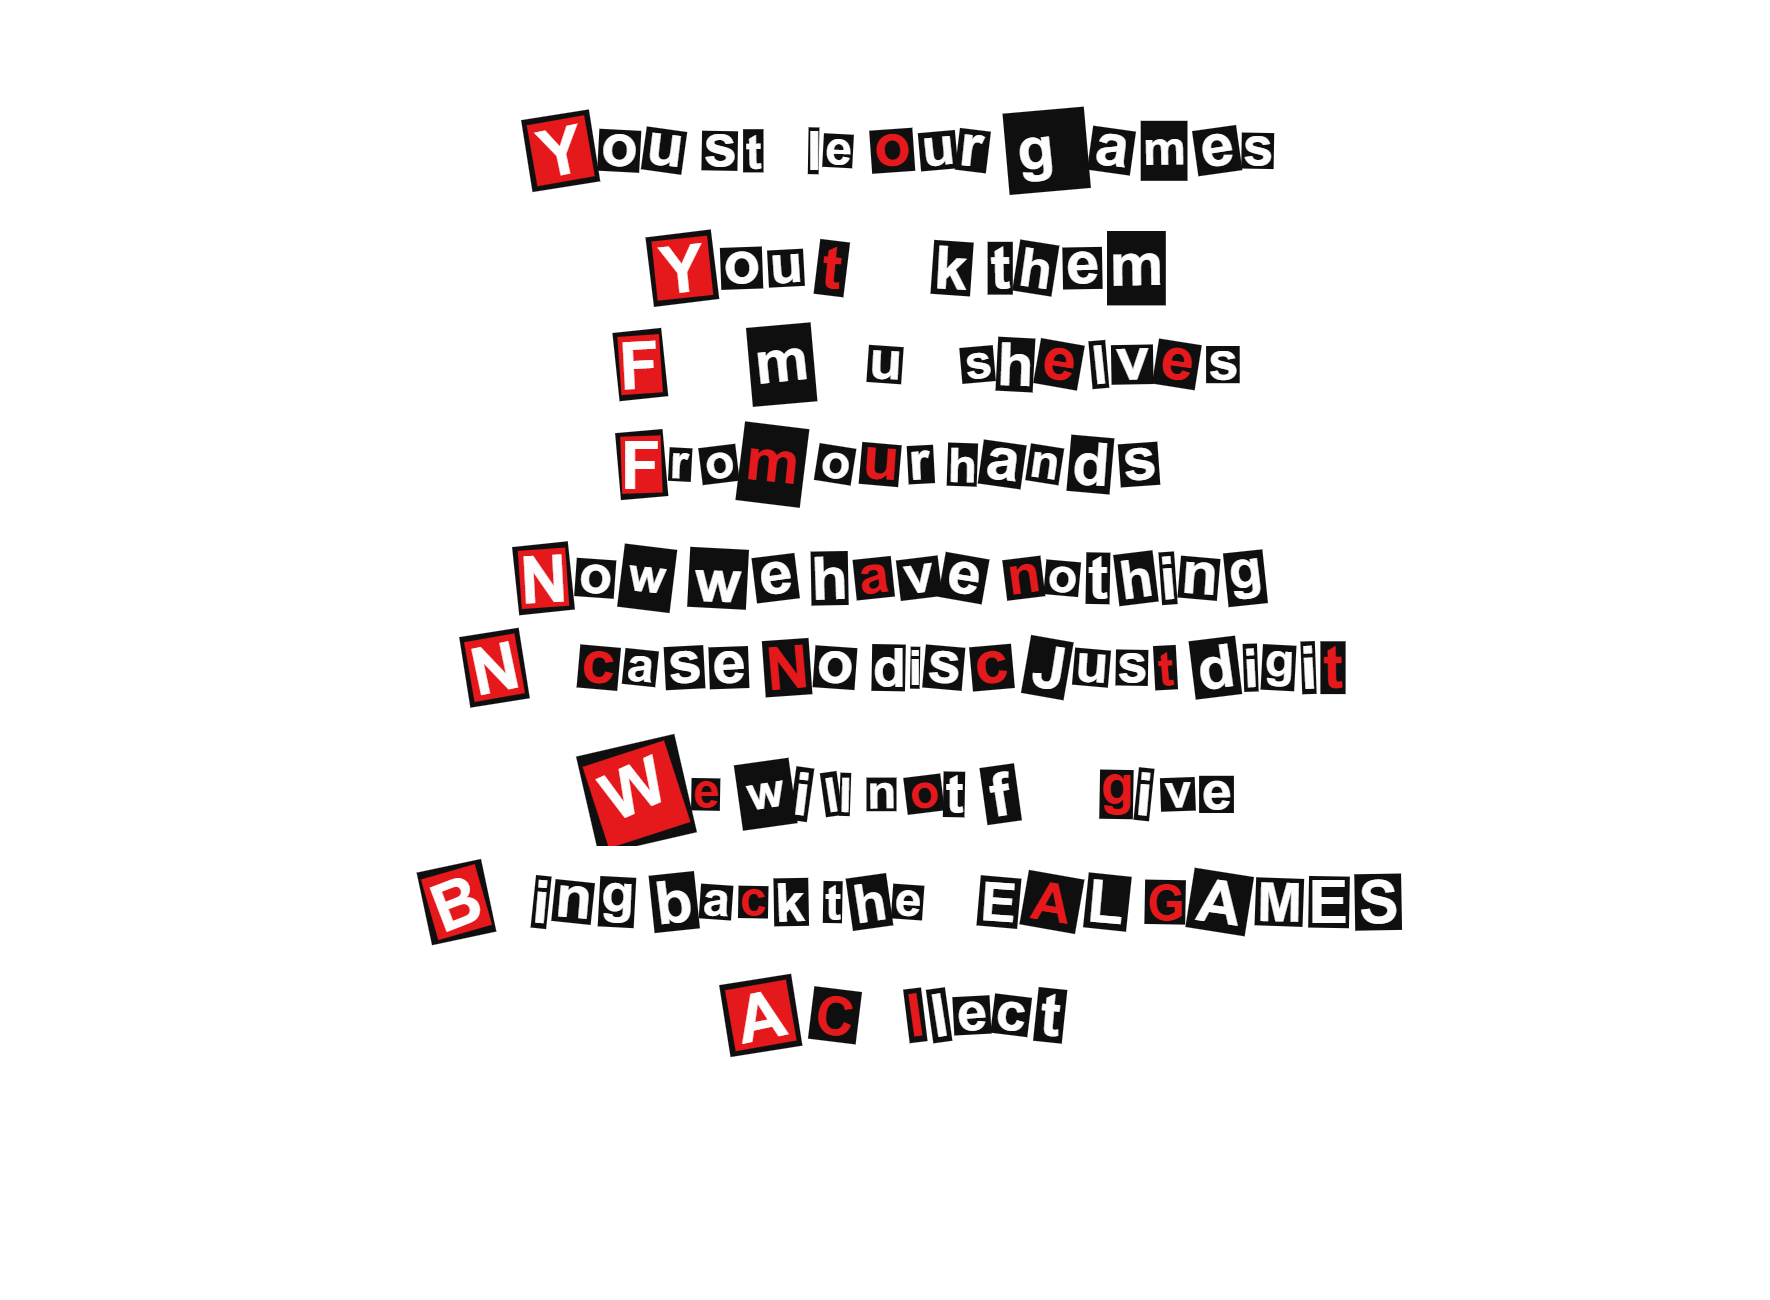 You st le our games
You t k them
F m u shelves
From our hands
Now we have nothing
N case No disc Just digit
We will not f give
B ing back the EAL GAMES
A C llect